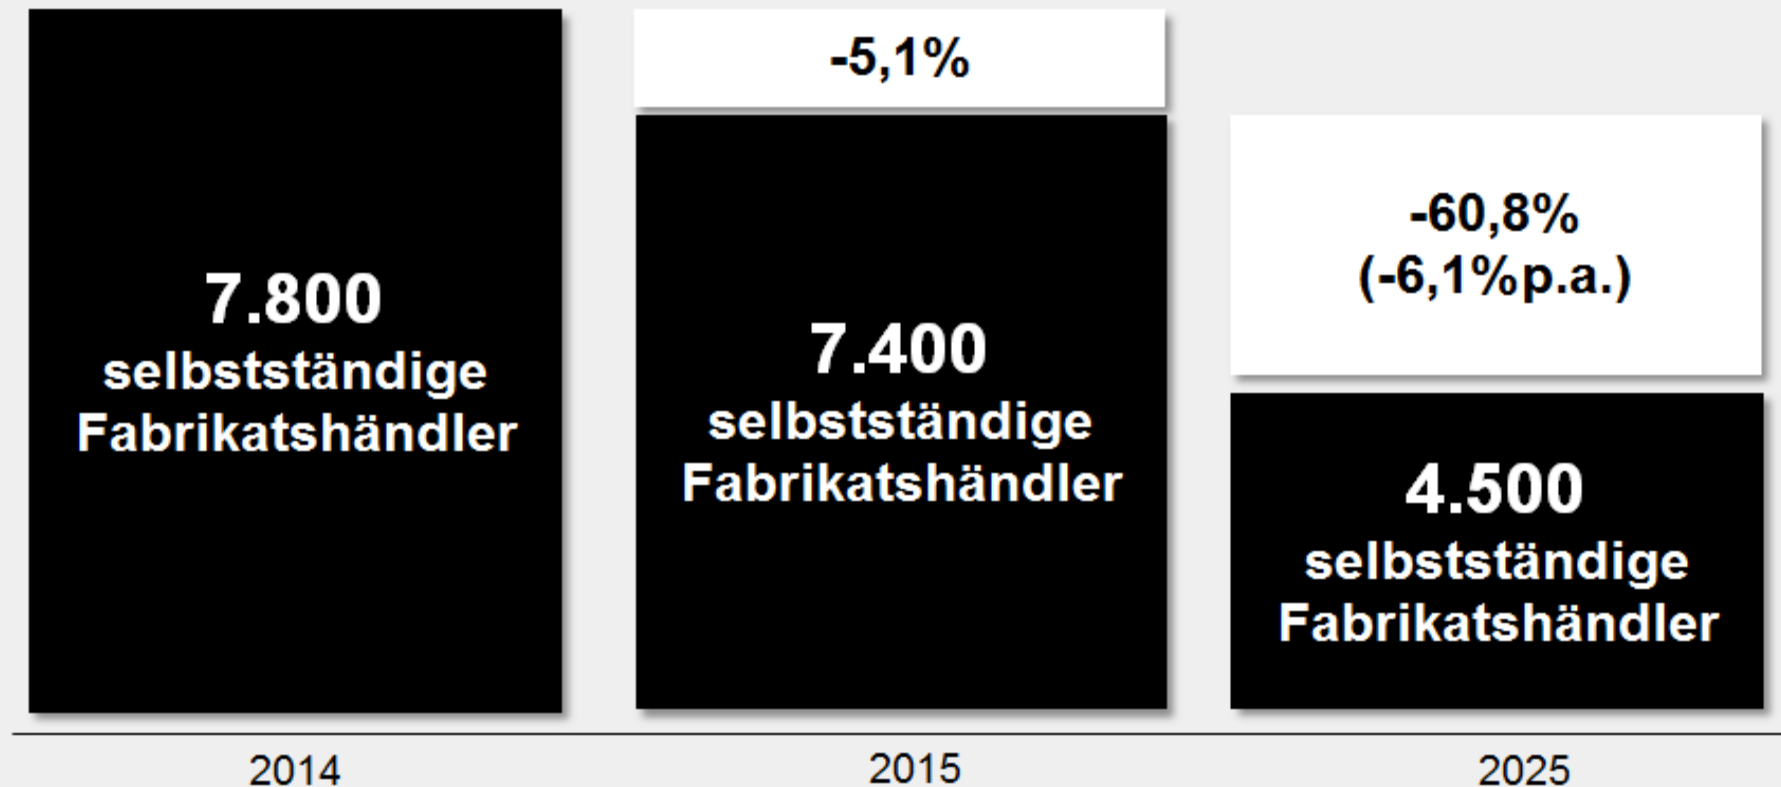 7.800
selbstständige
Fabrikatshändler
-5,1%
7.400
selbstständige
Fabrikatshändler
-60,8%
(-6,1%p.a.)
4.500
selbstständige
Fabrikatshändler
2014
2015
2025